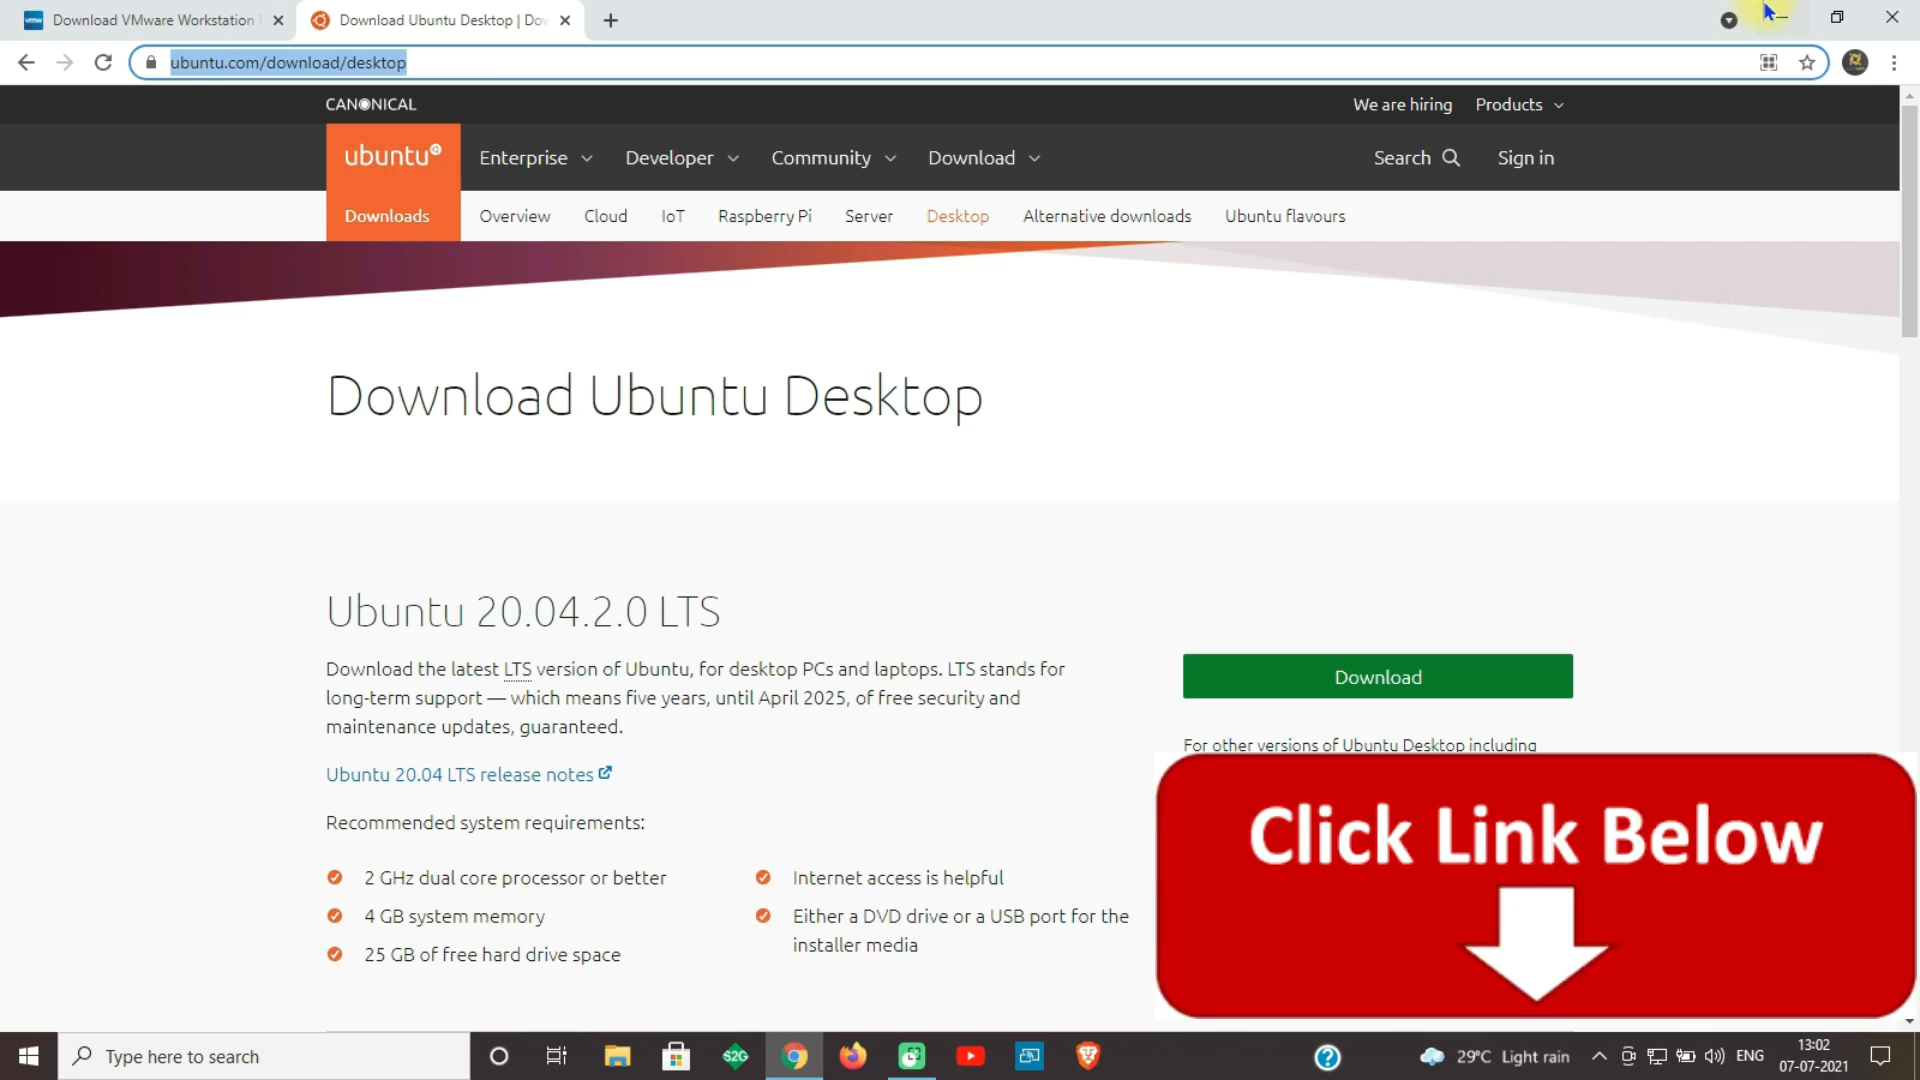 vmw Download VMware Workstation
Download Ubuntu Desktop | Dow
ubuntu.com/download/desktop
CANONICAL
We are hiring Products
ubuntu Enterprise Developer Community Download Search Sign in
Downloads Overview Cloud IoT Raspberry Pi Server Desktop Alternative downloads Ubuntu flavours
Download Ubuntu Desktop
Ubuntu 20.04.2.0 LTS
Download the latest LTS version of Ubuntu, for desktop PCs and laptops. LTS stands for
long-term support — which means five years, until April 2025, of free security and
maintenance updates, guaranteed.
Download
For other versions of Ubuntu Desktop including
Ubuntu 20.04 LTS release notes
Recommended system requirements:
2 GHz dual core processor or better
4 GB system memory
25 GB of free hard drive space
Internet access is helpful
Either a DVD drive or a USB port for the
installer media
Click Link Below
Type here to search
S2G
29°C Light rain
ENG
13:02
07-07-2021